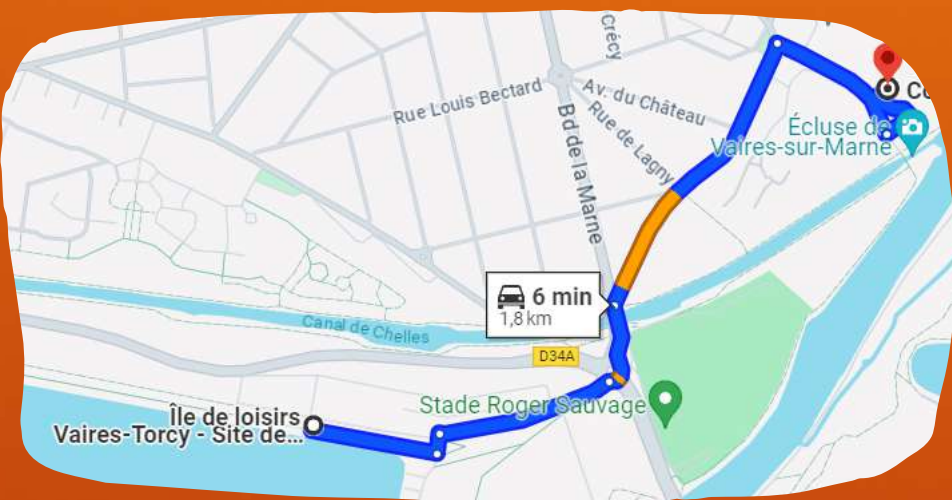 Crécy
Rue Louis Bectard
Av. du Château
Rue de Lagny
Bd de la Marne
Écluse de
Vaires-sur-Marne
6 min
1,8 km
Canal de Chelles
D34A
Île de loisirs
Vaires-Torcy - Site de...
Stade Roger Sauvage